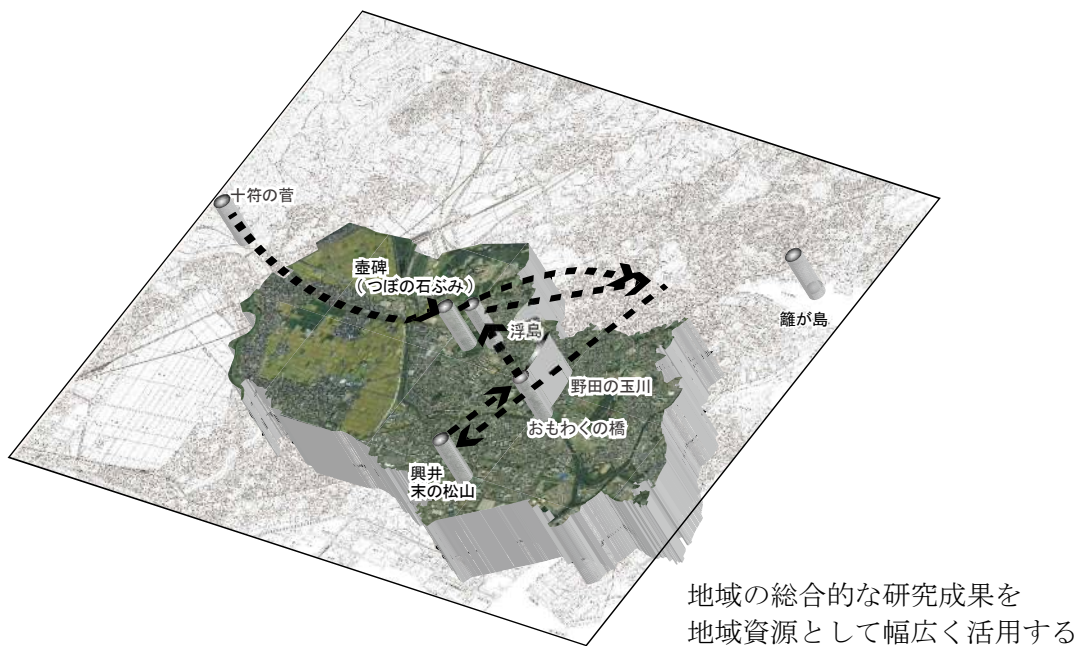 十符の菅
壺碑
（つぼの石ぶみ）
浮島
籬が島
野田の玉川
おもわくの橋
興井
末の松山
地域の総合的な研究成果を
地域資源として幅広く活用する